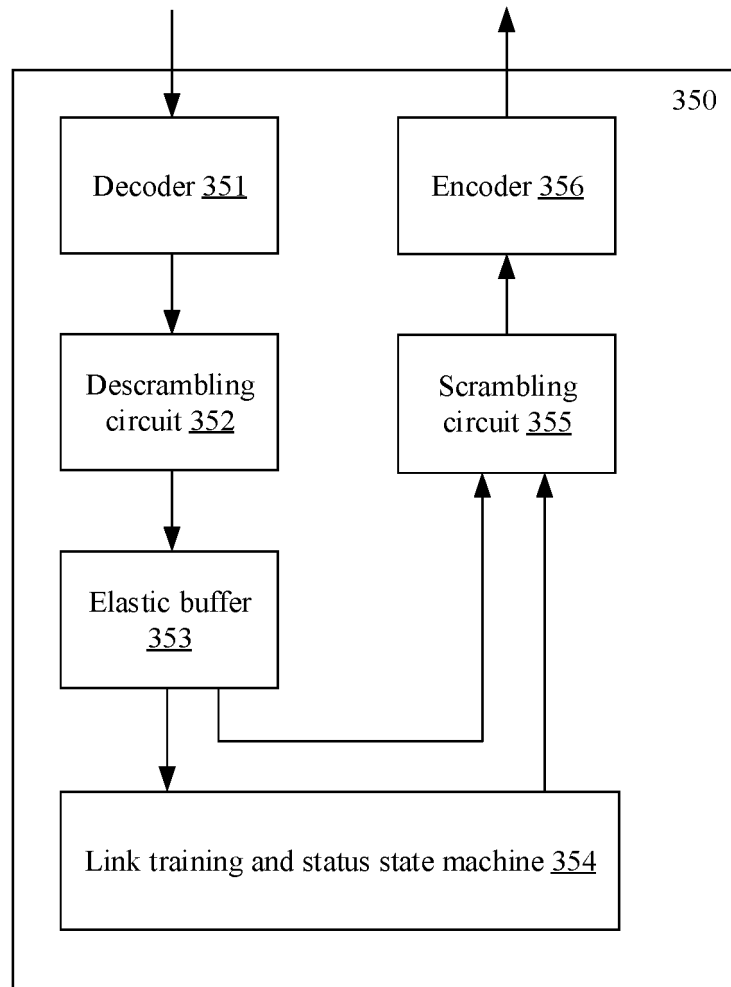 350
Decoder 351
Encoder 356
Descrambling
circuit 352
Scrambling
circuit 355
Elastic buffer
353
Link training and status state machine 354